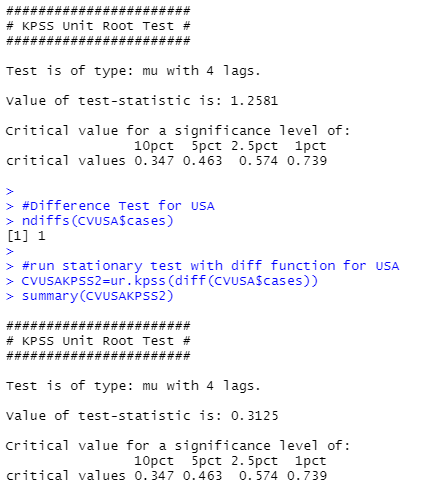 #######################
# KPSS Unit Root Test #
#######################
Test is of type: mu with 4 lags.
Value of test-statistic is: 1.2581
Critical value for a significance level of:
10pct 5pct 2.5pct 1pct
critical values 0.347 0.463 0.574 0.739
>
> #Difference Test for USA
> ndiffs(CVUSA$cases)
[1] 1
>
> #run stationary test with diff function for USA
> CVUSAKPSS2=ur.kpss(diff(CVUSA$cases))
> summary(CVUSAKPSS2)
#######################
# KPSS Unit Root Test #
#######################
Test is of type: mu with 4 lags.
Value of test-statistic is: 0.3125
Critical value for a significance level of:
10pct 5pct 2.5pct 1pct
critical values 0.347 0.463 0.574 0.739